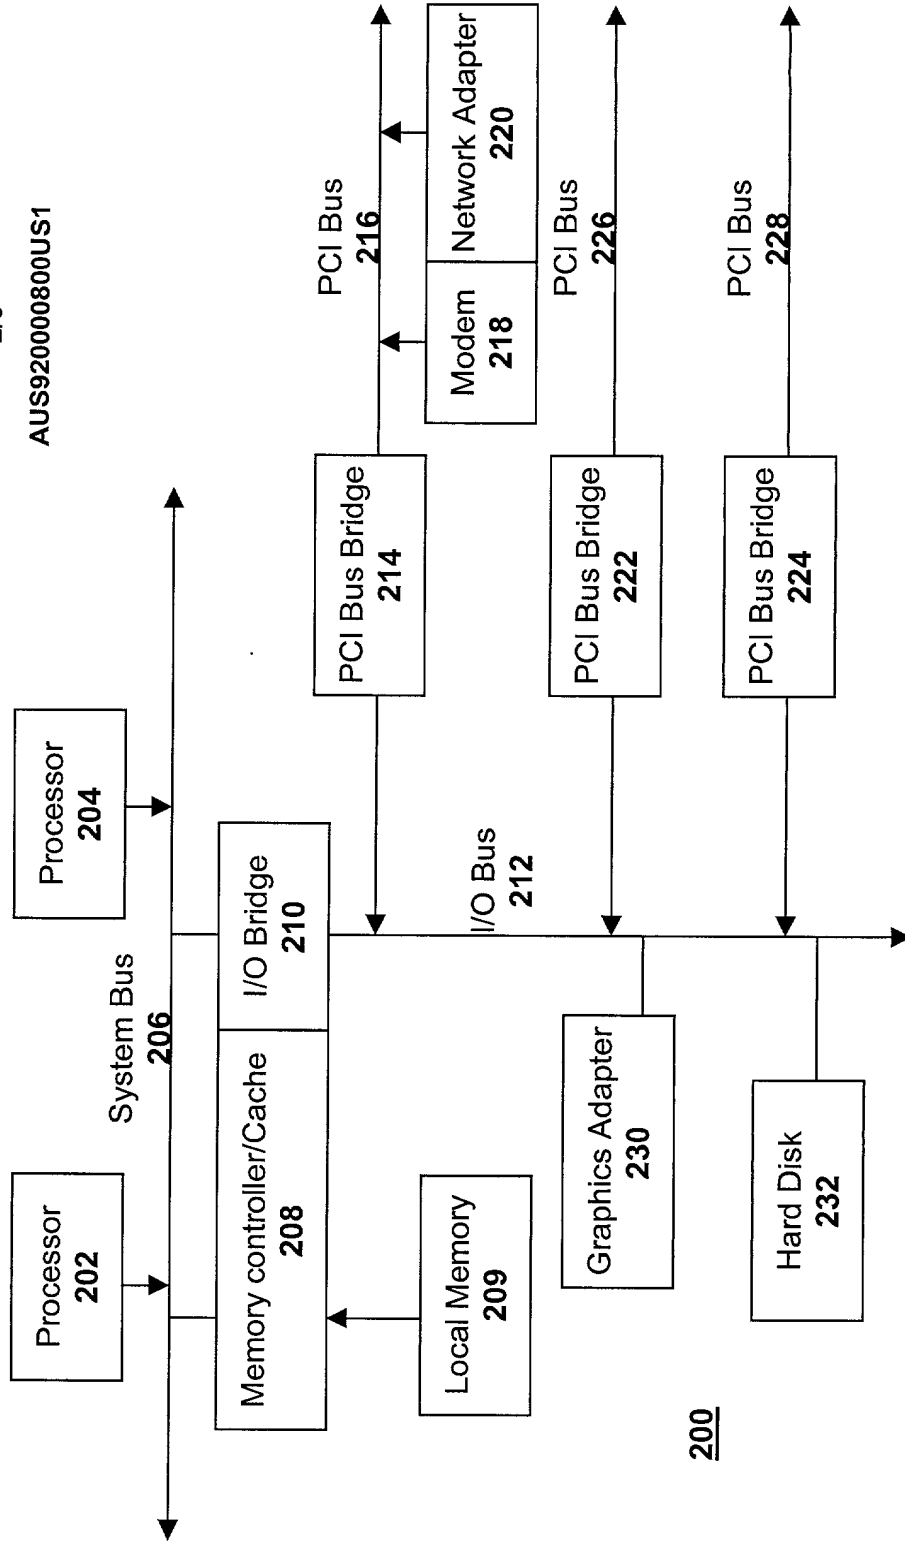 AUS920000800US1
Processor
202
Processor
204
System Bus
206
Memory controller/Cache
208
I/O Bridge
210
PCI Bus Bridge
214
PCI Bus
216
Local Memory
209
Modem
218
Network Adapter
220
I/O Bus
212
Graphics Adapter
230
PCI Bus Bridge
222
PCI Bus
226
Hard Disk
232
PCI Bus Bridge
224
PCI Bus
228
200